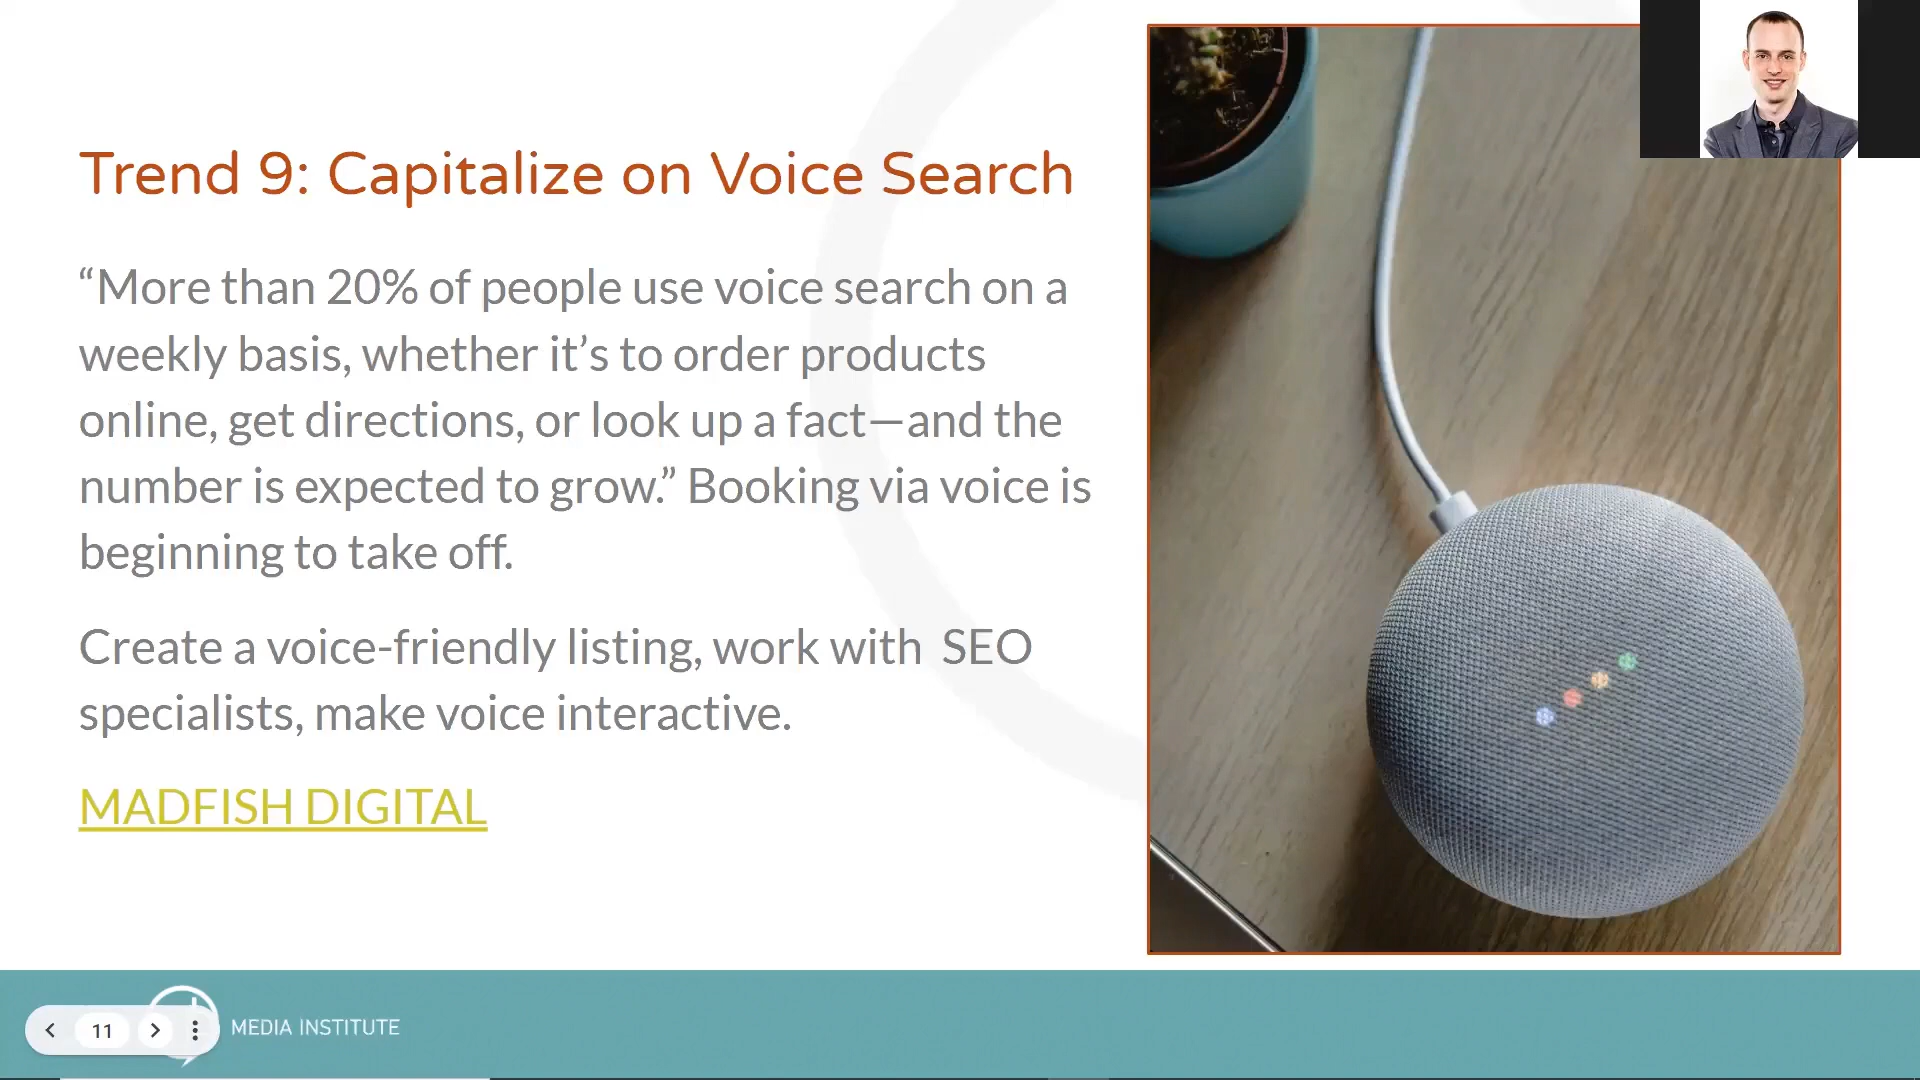 Trend 9: Capitalize on Voice Search
“More than 20% of people use voice search on a
weekly basis, whether it’s to order products
online, get directions, or look up a fact—and the
number is expected to grow.” Booking via voice is
beginning to take off.
Create a voice-friendly listing, work with  SEO
specialists, make voice interactive.
MADFISH DIGITAL
11
MEDIA INSTITUTE